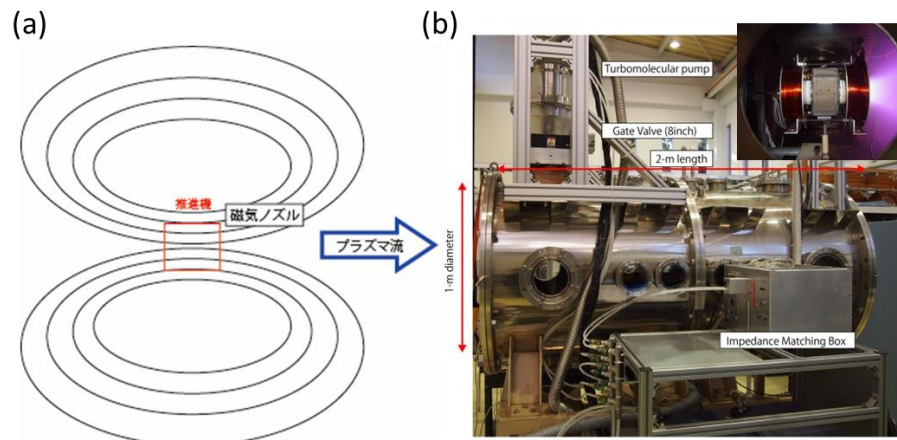 (a)
推進機
磁気ノズル
プラズマ流
(b)
Turbomolecular pump
Gate Valve (8inch)
2-m length
1-m diameter
Impedance Matching Box